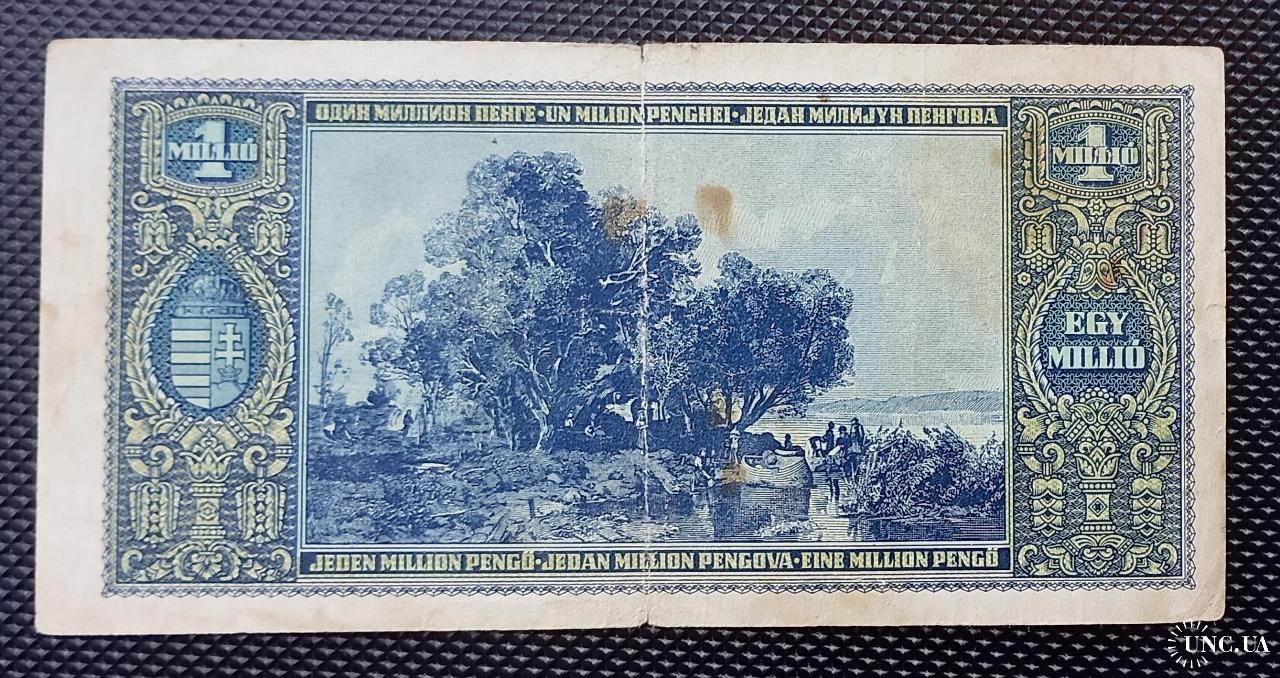 ОДИН МИЛЛИОН ПЕНГЕ · UN MILION PENGHEI · ЈЕДАН МИЛИЈУН ПЕНГОВА
1
MILLIÓ
1
MILLIÓ
EGY
MILLIÓ
JEDEN MILLION PENGŐ · JEDAN MILLION PENGOVA · EINE MILLION PENGŐ
UNC.UA